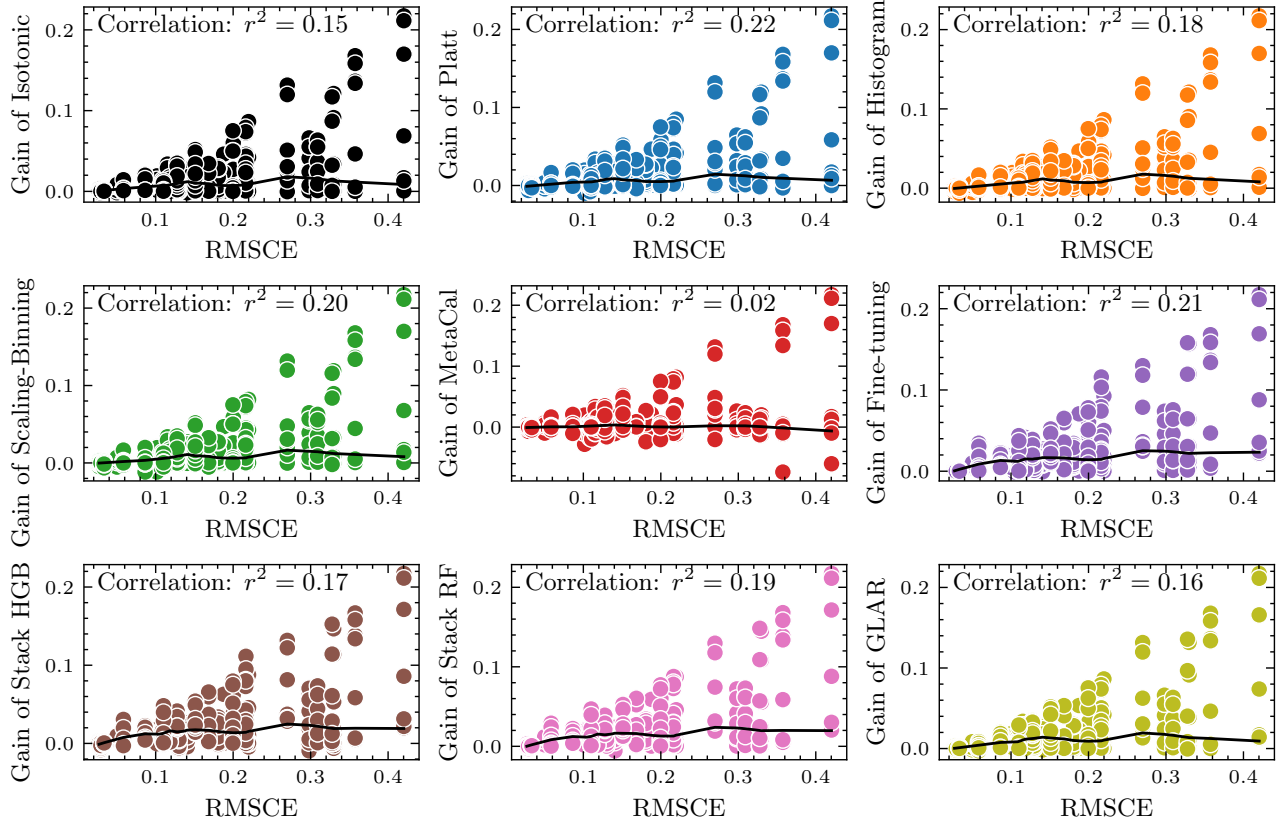 Gain of Isotonic
Correlation: r² = 0.15
0.2
0.1
0.0
0.1 0.2 0.3 0.4
RMSCE
Gain of Platt
Correlation: r² = 0.22
0.2
0.1
0.0
0.1 0.2 0.3 0.4
RMSCE
Gain of Histogram
Correlation: r² = 0.18
0.2
0.1
0.0
0.1 0.2 0.3 0.4
RMSCE
Gain of Scaling-Binning
Correlation: r² = 0.20
0.2
0.1
0.0
0.1 0.2 0.3 0.4
RMSCE
Gain of MetaCal
Correlation: r² = 0.02
0.2
0.1
0.0
0.1 0.2 0.3 0.4
RMSCE
Gain of Fine-tuning
Correlation: r² = 0.21
0.2
0.1
0.0
0.1 0.2 0.3 0.4
RMSCE
Gain of Stack HGB
Correlation: r² = 0.17
0.2
0.1
0.0
0.1 0.2 0.3 0.4
RMSCE
Gain of Stack RF
Correlation: r² = 0.19
0.2
0.1
0.0
0.1 0.2 0.3 0.4
RMSCE
Gain of GLAR
Correlation: r² = 0.16
0.2
0.1
0.0
0.1 0.2 0.3 0.4
RMSCE